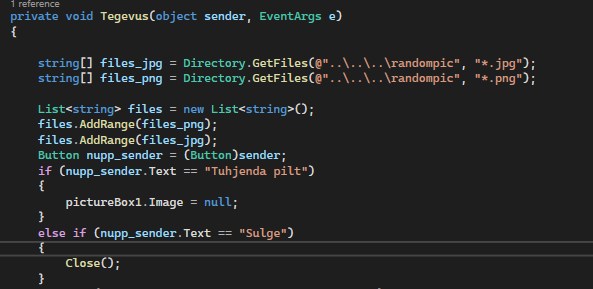 1 reference
private void Tegevus(object sender, EventArgs e)
{
string[] files_jpg = Directory.GetFiles(@"..\..\..\randompic", "*.jpg");
string[] files_png = Directory.GetFiles(@"..\..\..\randompic", "*.png");
List<string> files = new List<string>();
files.AddRange(files_png);
files.AddRange(files_jpg);
Button nupp_sender = (Button)sender;
if (nupp_sender.Text == "Tuhjenda pilt")
{
pictureBox1.Image = null;
}
else if (nupp_sender.Text == "Sulge")
{
Close();
}